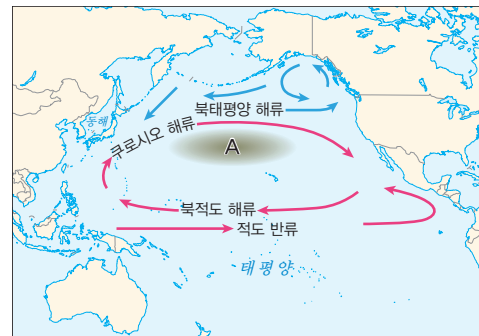 북태평양 해류
동해
쿠로시오 해류
A
북적도 해류
적도 반류
태평양